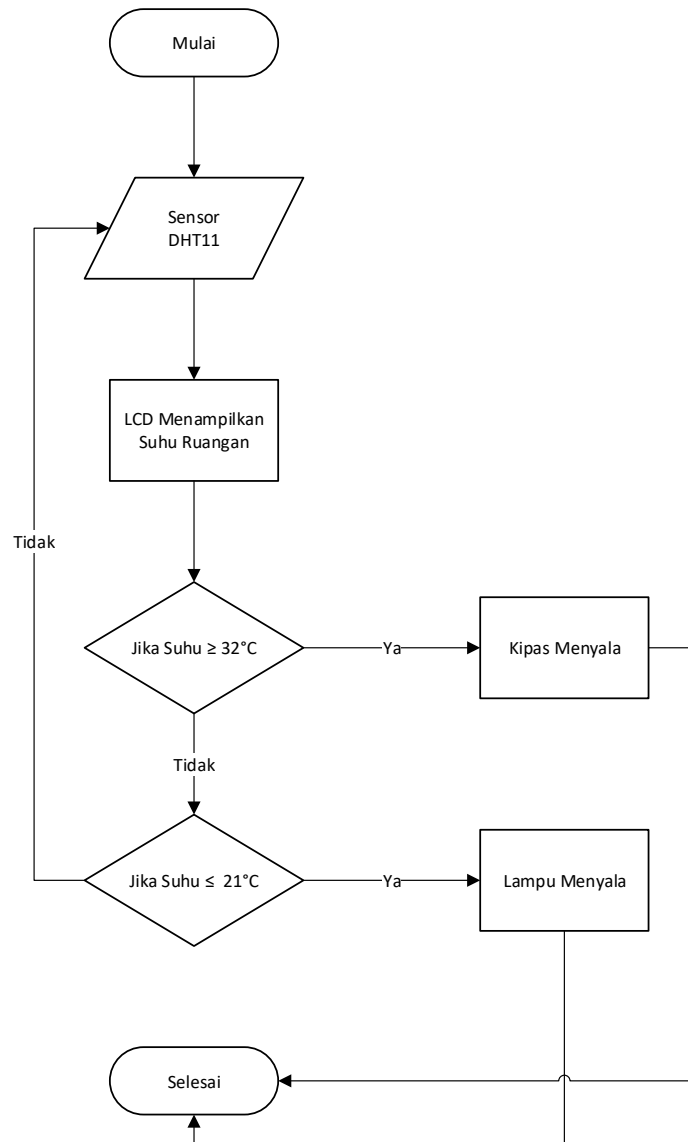 Mulai
Sensor
DHT11
LCD Menampilkan
Suhu Ruangan
Tidak
Jika Suhu ≥ 32°C
Ya
Kipas Menyala
Tidak
Jika Suhu ≤  21°C
Ya
Lampu Menyala
Selesai